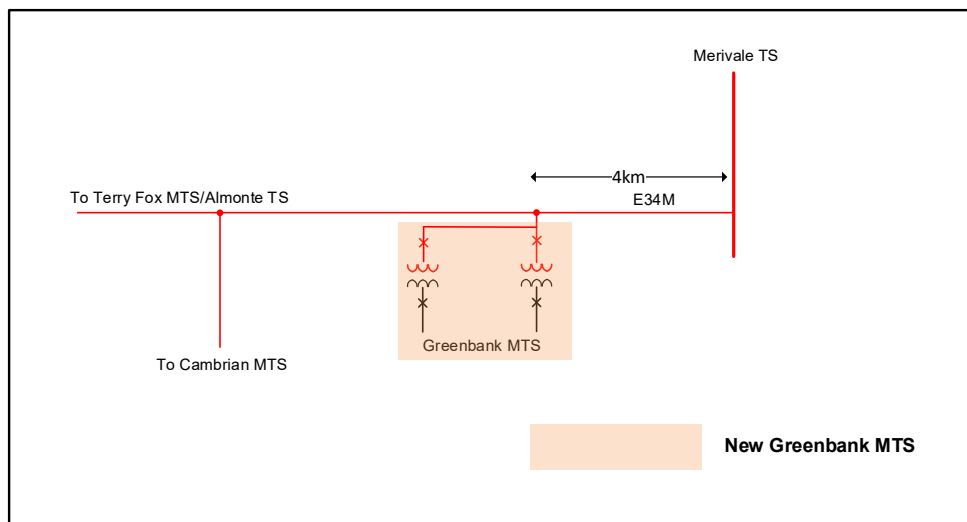 Merivale TS
4km
To Terry Fox MTS/Almonte TS
E34M
Greenbank MTS
To Cambrian MTS
New Greenbank MTS